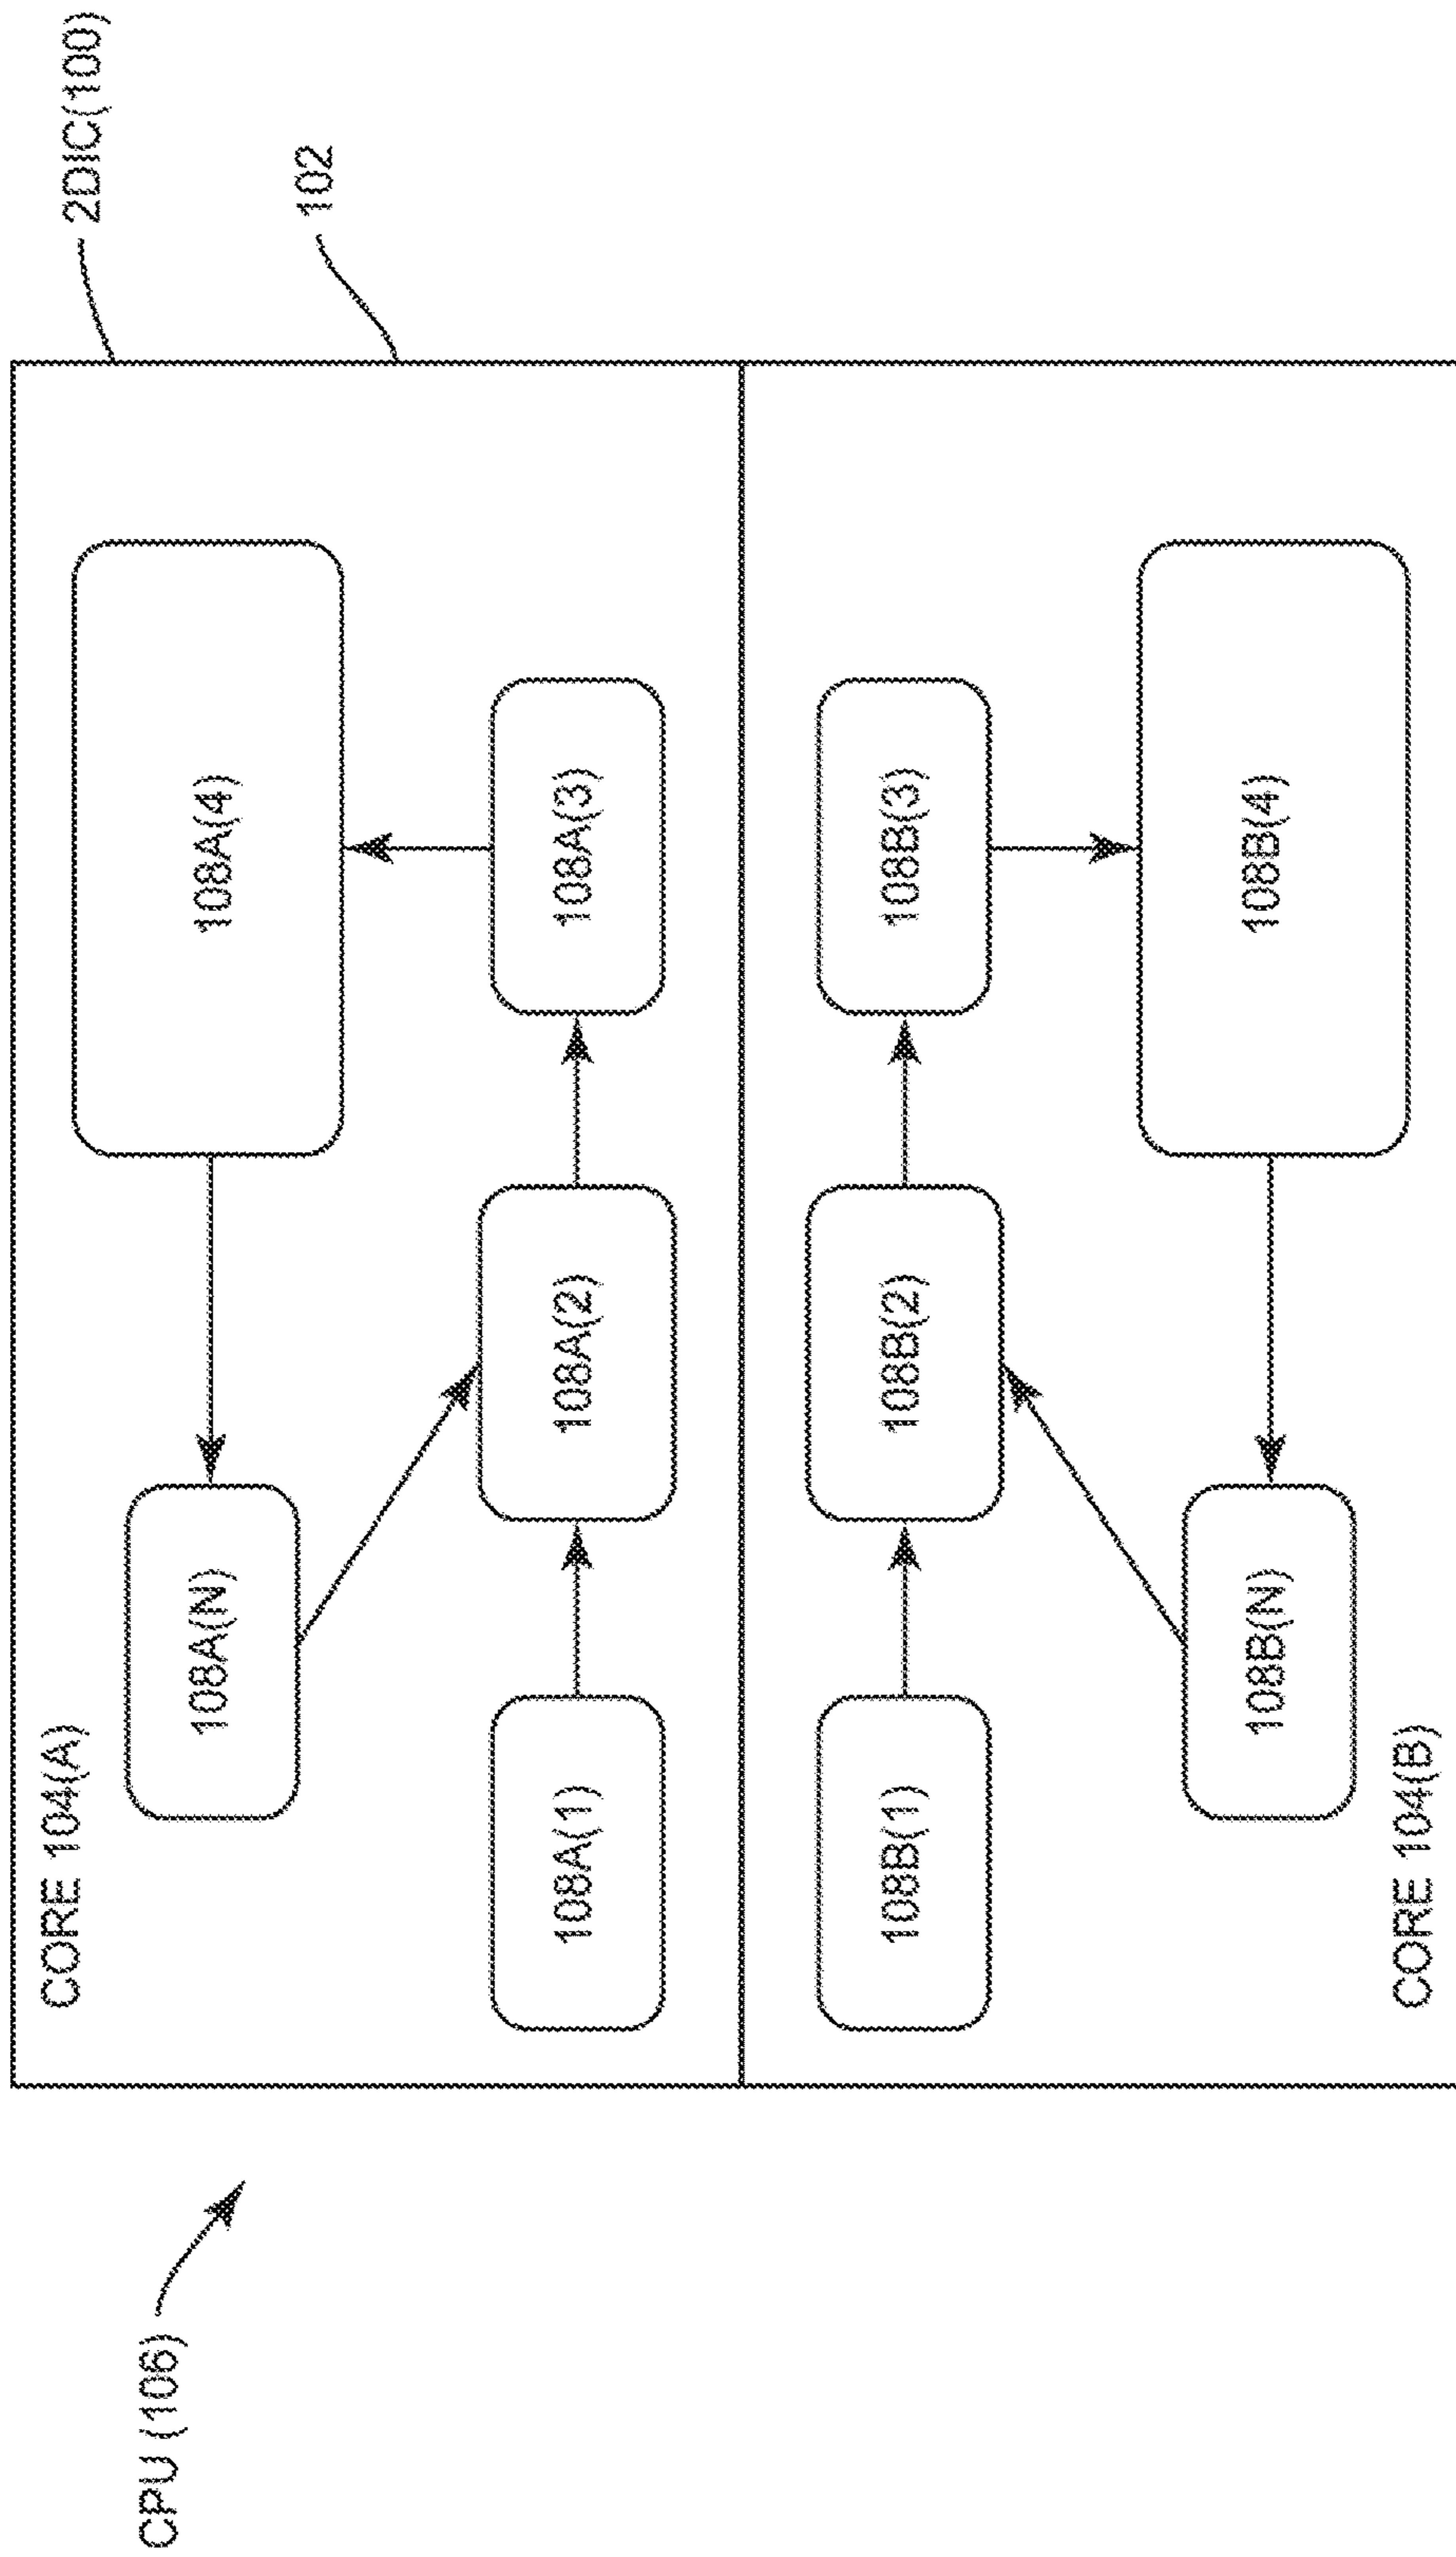 CPU (106)
2DIC(100)
102
CORE 104(A)
108A(N)
108A(4)
108A(1)
108A(2)
108A(3)
108B(1)
108B(2)
108B(3)
108B(N)
108B(4)
CORE 104(B)